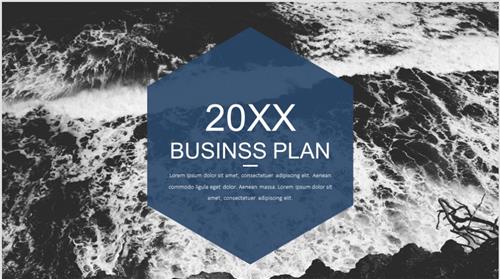 20XX
BUSINSS PLAN
Lorem ipsum dolor sit amet, consectetuer adipiscing elit. Aenean
commodo ligula eget dolor. Aenean massa. Lorem ipsum dolor sit
amet, consectetuer adipiscing elit.